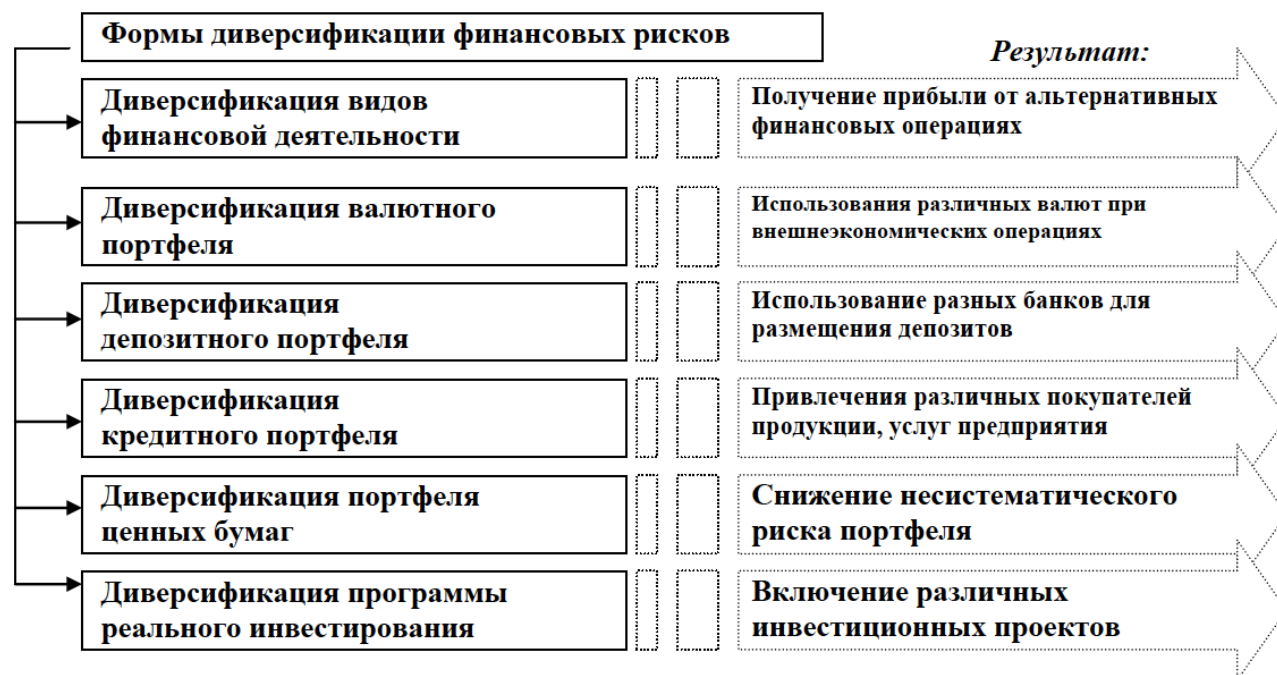 Формы диверсификации финансовых рисков
Результат:
Диверсификация видов
финансовой деятельности
Получение прибыли от альтернативных
финансовых операциях
Диверсификация валютного
портфеля
Использования различных валют при
внешнеэкономических операциях
Диверсификация
депозитного портфеля
Использование разных банков для
размещения депозитов
Диверсификация
кредитного портфеля
Привлечения различных покупателей
продукции, услуг предприятия
Диверсификация портфеля
ценных бумаг
Снижение несистематического
риска портфеля
Диверсификация программы
реального инвестирования
Включение различных
инвестиционных проектов